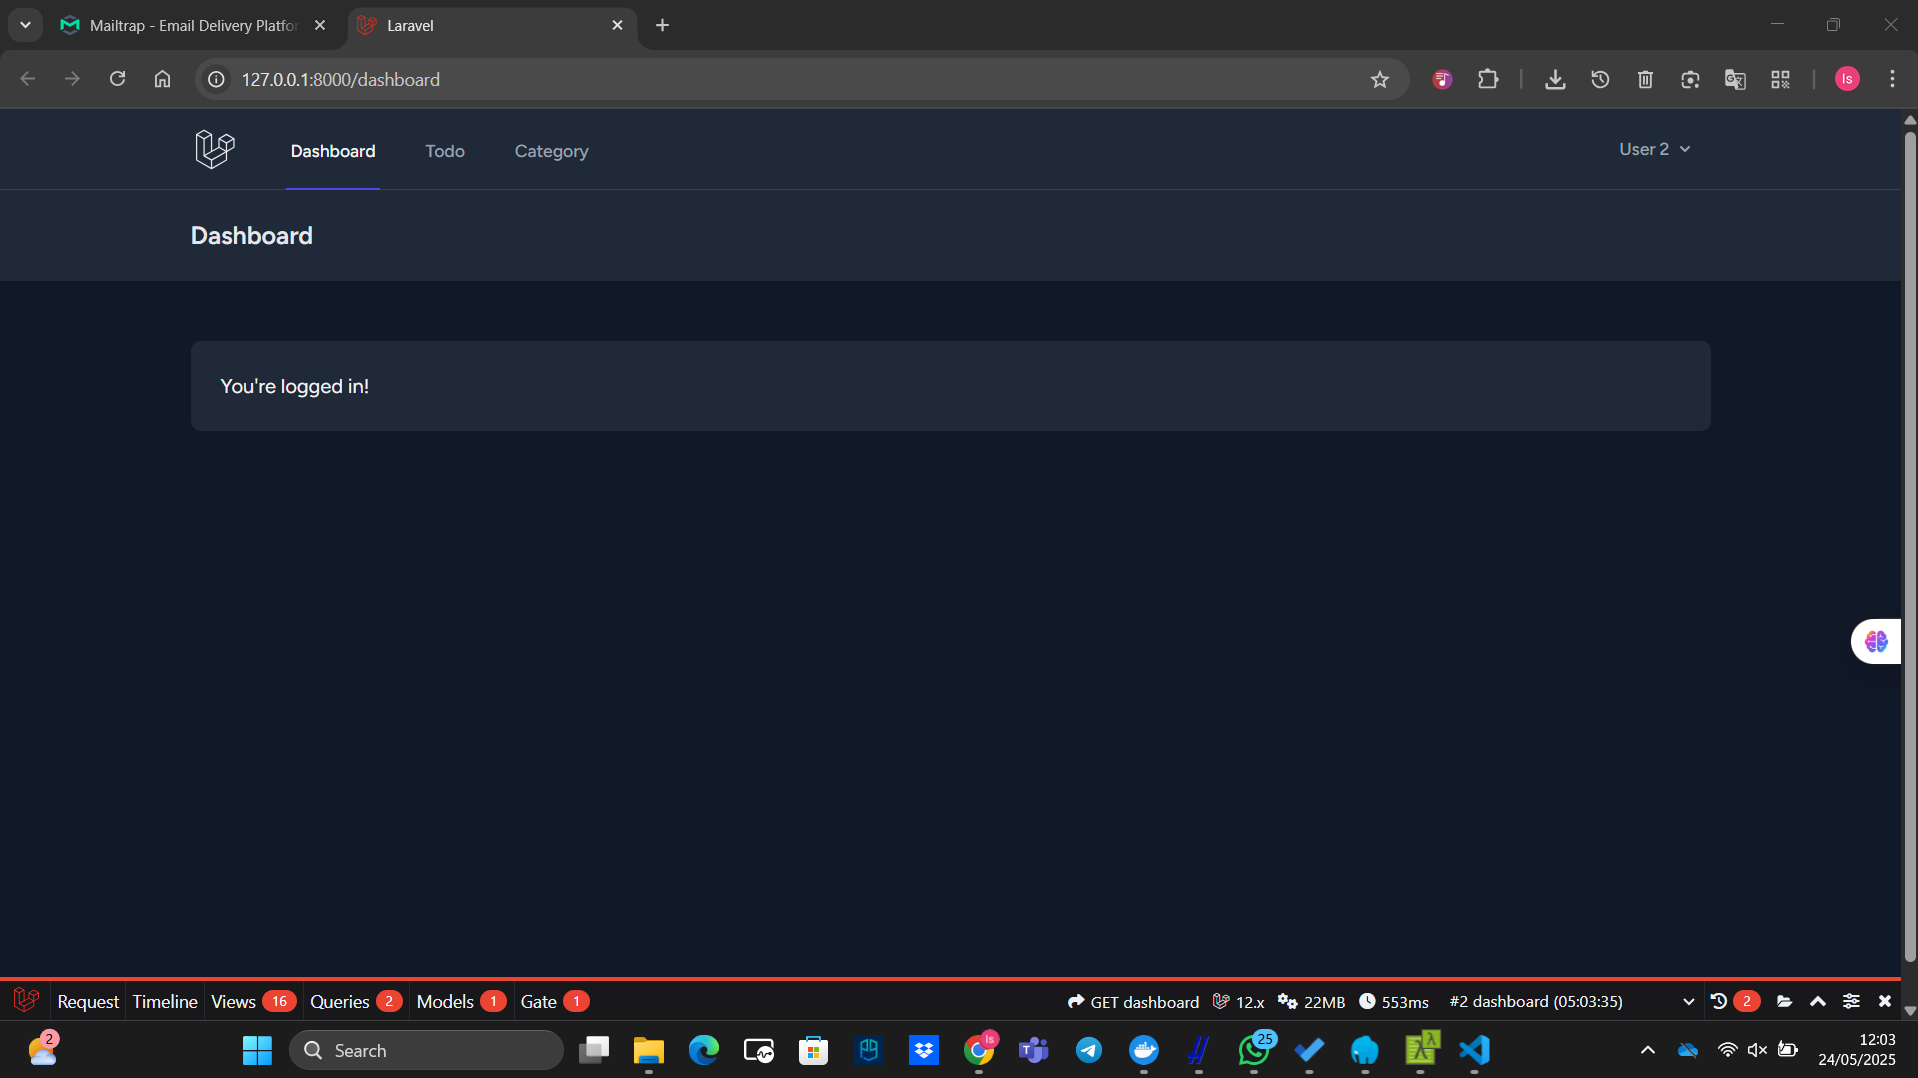 Mailtrap - Email Delivery Platfor
Laravel
127.0.0.1:8000/dashboard
ls
Dashboard
Todo
Category
User 2
Dashboard
You're logged in!
Request
Timeline
Views 16
Queries 2
Models 1
Gate 1
GET dashboard
12.x
22MB
553ms
#2 dashboard (05:03:35)
2
2
Search
ls
25
12:03
24/05/2025